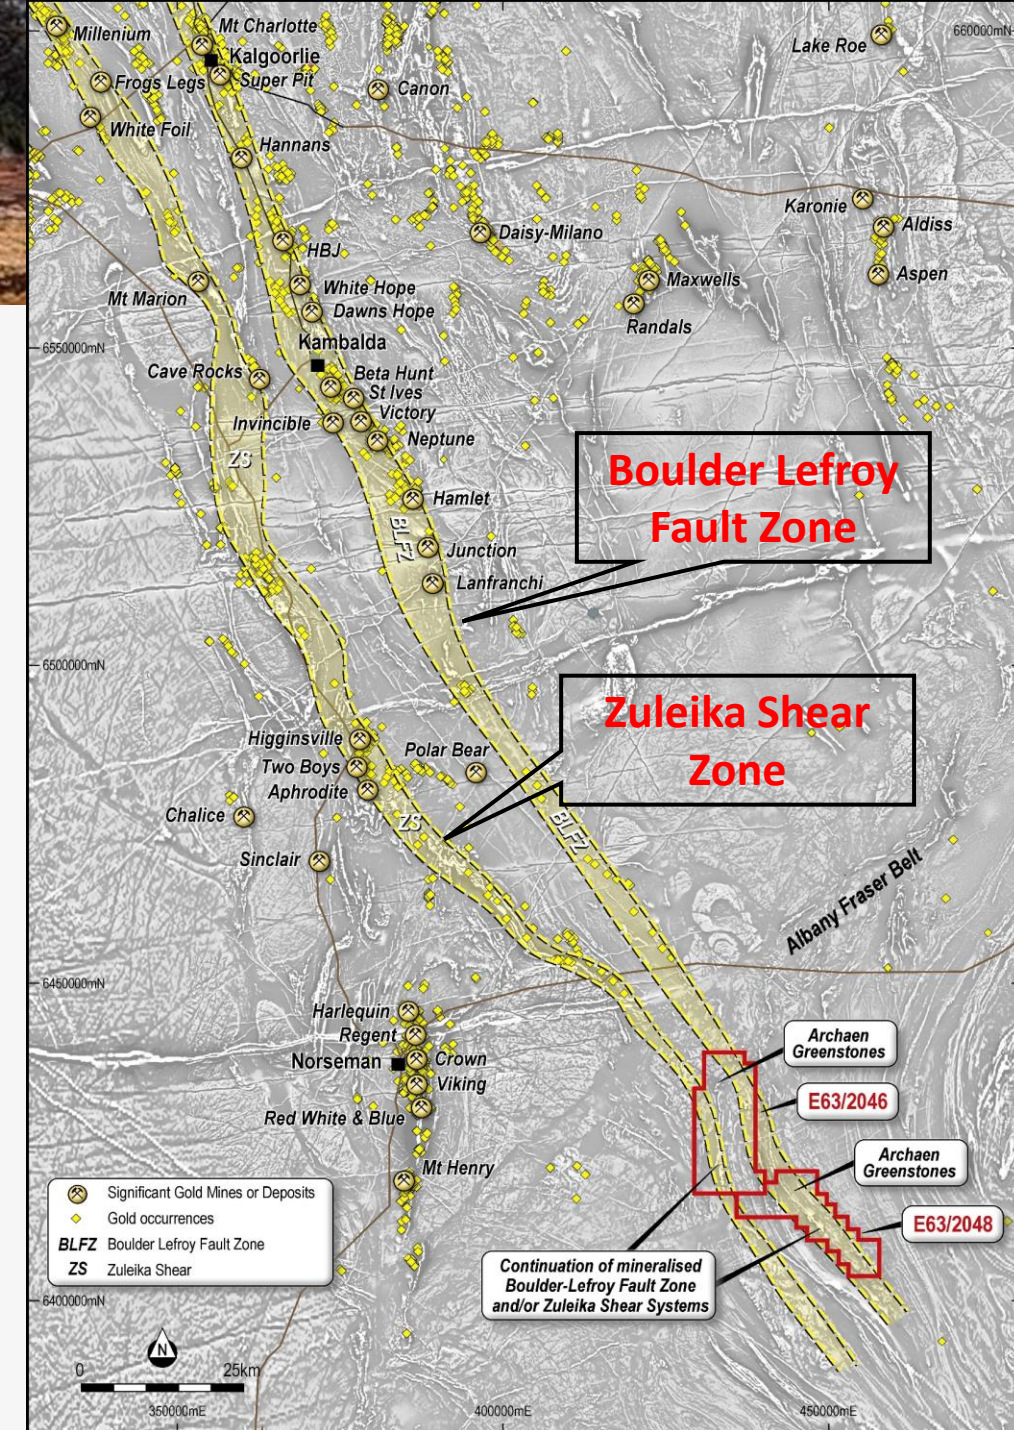 Millenium
Mt Charlotte
Kalgoorlie
Super Pit
Frogs Legs
White Foil
Hannans
Canon
Lake Roe
660000mN
Karonie
Aldiss
Aspen
Daisy-Milano
Maxwells
Randals
HBJ
Mt Marion
White Hope
Dawns Hope
6550000mN
Kambalda
Cave Rocks
Beta Hunt
St Ives
Victory
Invincible
Neptune
ZS
Hamlet
BLFZ
Junction
Lanfranchi
Boulder Lefroy
Fault Zone
6500000mN
Zuleika Shear
Zone
Higginsville
Two Boys
Aphrodite
Polar Bear
Chalice
ZS
BLFZ
Sinclair
Albany Fraser Belt
6450000mN
Harlequin
Regent
Norseman
Crown
Viking
Red White & Blue
Mt Henry
Archaen
Greenstones
E63/2046
Archaen
Greenstones
E63/2048
Continuation of mineralised
Boulder-Lefroy Fault Zone
and/or Zuleika Shear Systems
Significant Gold Mines or Deposits
Gold occurrences
BLFZ Boulder Lefroy Fault Zone
ZS Zuleika Shear
6400000mN
N
0 25km
350000mE
400000mE
450000mE